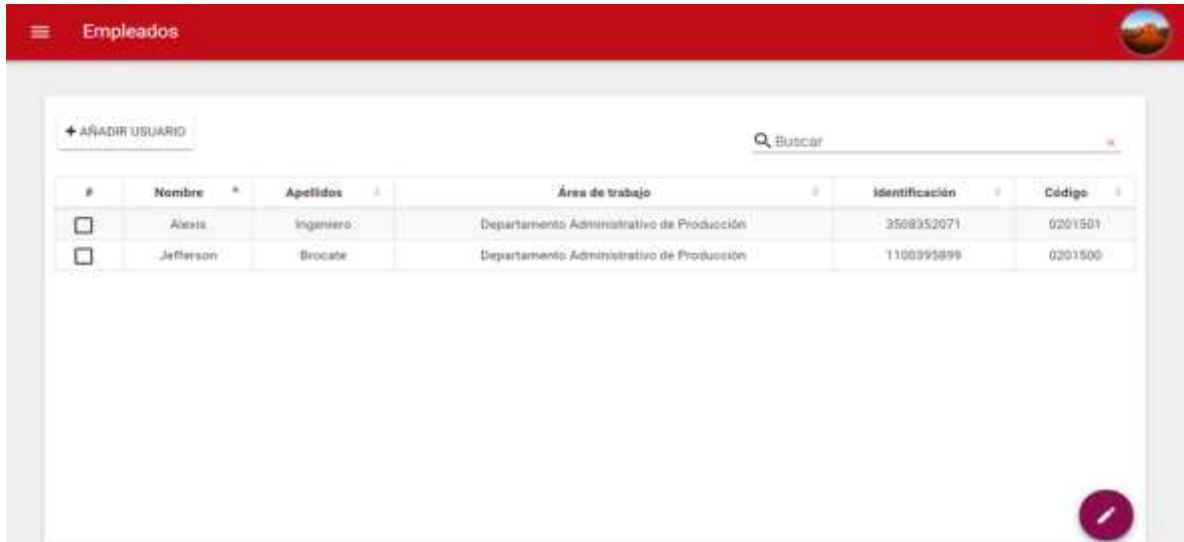 Empleados
+ AÑADIR USUARIO
Buscar
# Nombre Apellidos Área de trabajo Identificación Código
Alexis Ingeniero Departamento Administrativo de Producción 3508352071 0201501
Jefferson Brocate Departamento Administrativo de Producción 1100395899 0201500